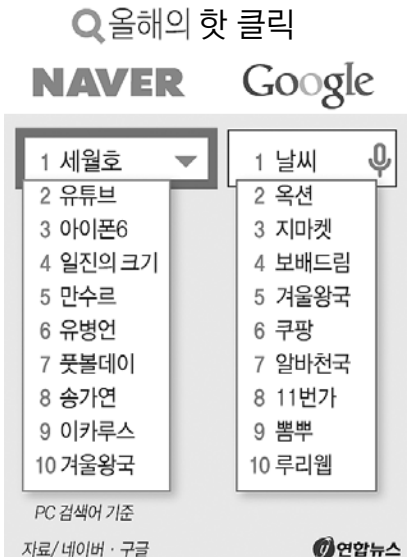 올해의 핫 클릭
NAVER
Google
1 세월호
2 유튜브
3 아이폰6
4 일진의 크기
5 만수르
6 유병언
7 풋볼데이
8 송가연
9 이카루스
10 겨울왕국
1 날씨
2 옥션
3 지마켓
4 보배드림
5 겨울왕국
6 쿠팡
7 알바천국
8 11번가
9 뽐뿌
10 루리웹
PC 검색어 기준
자료/ 네이버 · 구글
연합뉴스